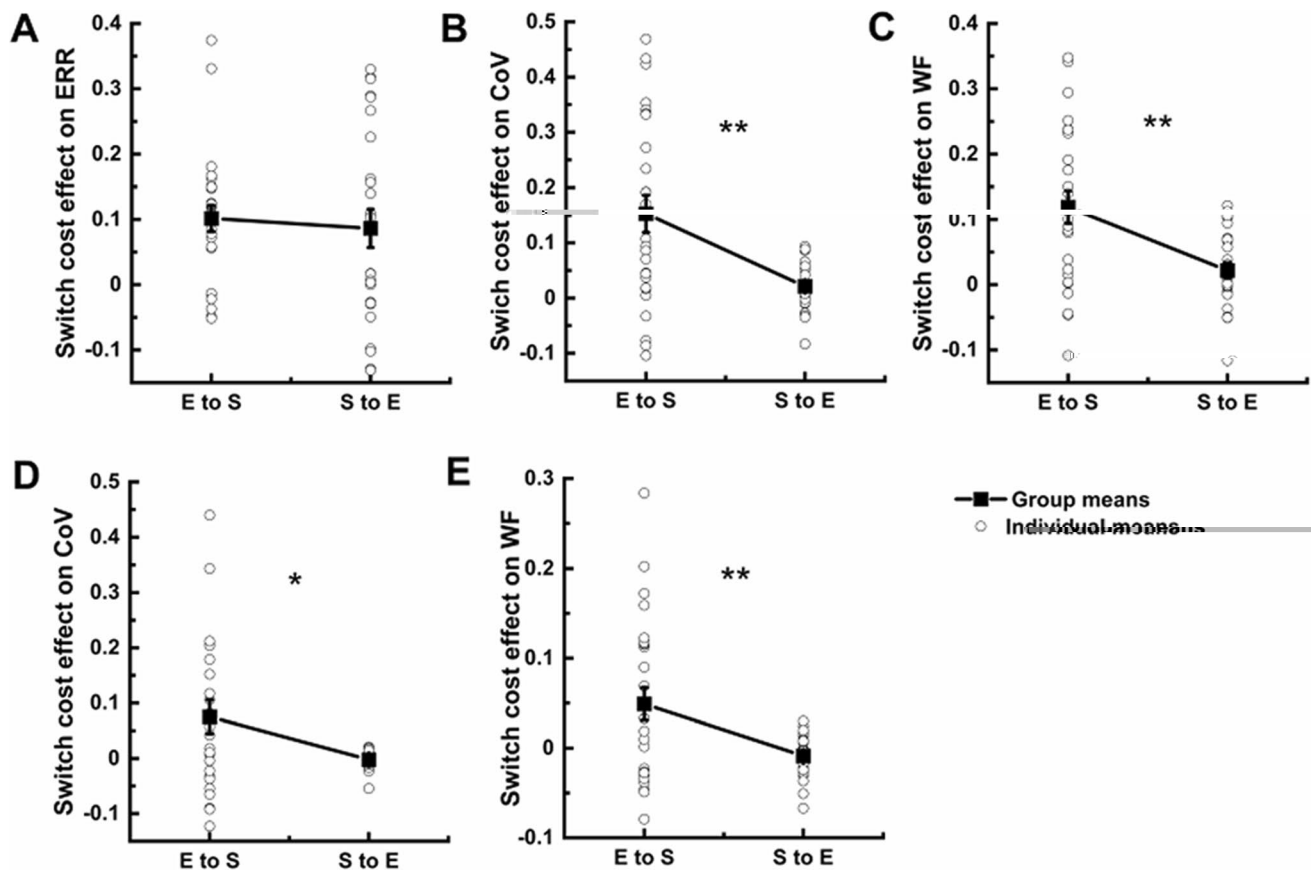 A
Switch cost effect on ERR
0.4
0.3
0.2
0.1
0
-0.1
E to S
S to E
B
Swich cost effect on CoV
0.5
0.4
0.3
0.2
0.1
0
-0.1
**
E to S
S to E
C
Switch cost effect on WF
0.4
0.3
0.2
0.1
0
-0.1
**
E to S
S to E
D
Switch cost effect on CoV
0.5
0.4
0.3
0.2
0.1
0
-0.1
*
E to S
S to E
E
Switch cost effect on WF
0.3
0.2
0.1
0
-0.1
**
E to S
S to E
Group means
Individual means